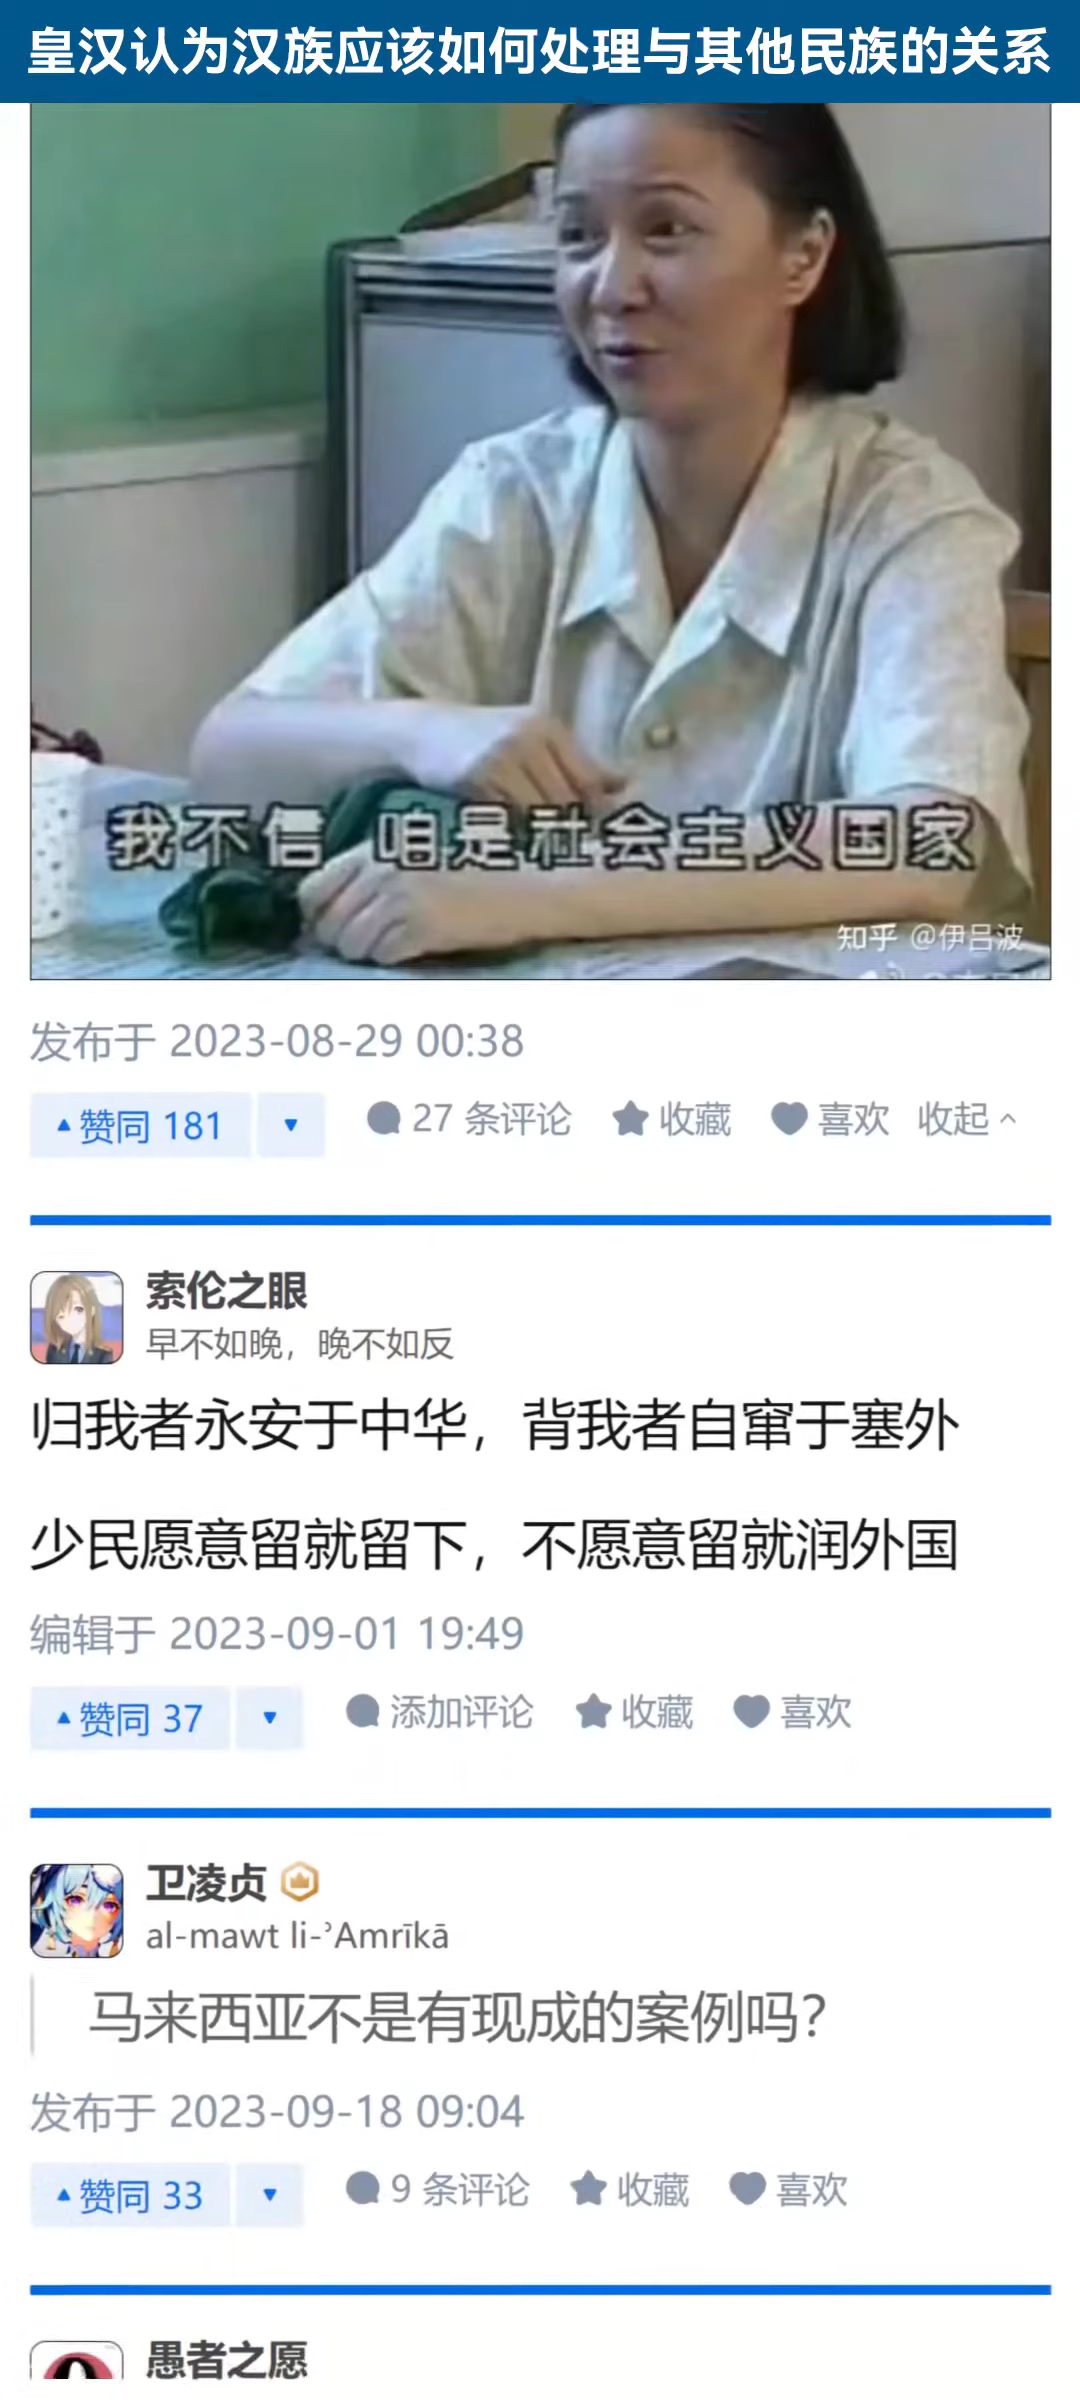 皇汉认为汉族应该如何处理与其他民族的关系
我不信 咱是社会主义国家
知乎 @伊吕波
发布于 2023-08-29 00:38
赞同 181
27 条评论
收藏
喜欢
收起
索伦之眼
早不如晚，晚不如反
归我者永安于中华，背我者自窜于塞外
少民愿意留就留下，不愿意留就润外国
编辑于 2023-09-01 19:49
赞同 37
添加评论
收藏
喜欢
卫凌贞
al-mawt li-ʾAmrīkā
马来西亚不是有现成的案例吗？
发布于 2023-09-18 09:04
赞同 33
9 条评论
收藏
喜欢
愚者之愿